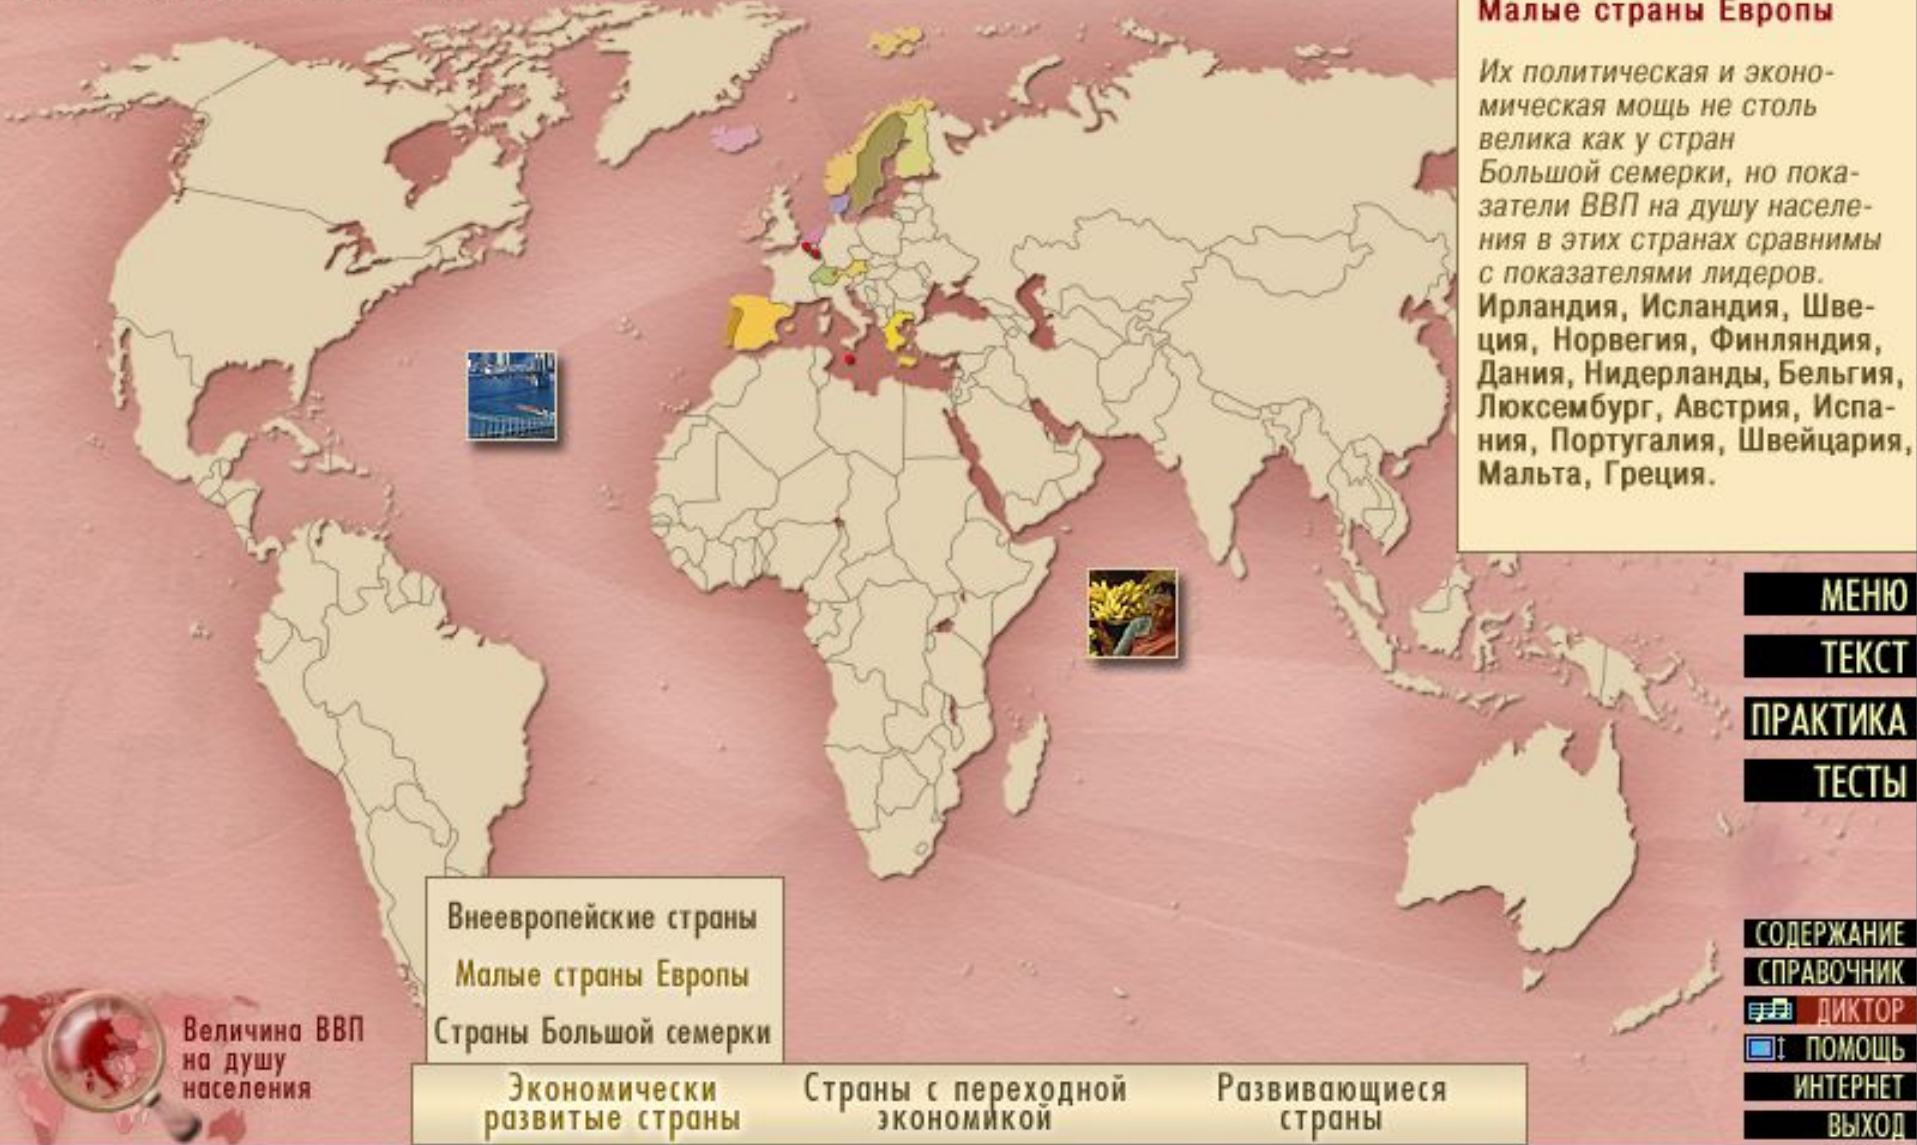 Малые страны Европы
Их политическая и эконо-
мическая мощь не столь
велика как у стран
Большой семерки, но пока-
затели ВВП на душу населе-
ния в этих странах сравнимы
с показателями лидеров.
Ирландия, Исландия, Шве-
ция, Норвегия, Финляндия,
Дания, Нидерланды, Бельгия,
Люксембург, Австрия, Испа-
ния, Португалия, Швейцария,
Мальта, Греция.
МЕНЮ
ТЕКСТ
ПРАКТИКА
ТЕСТЫ
Внеевропейские страны
Малые страны Европы
Страны Большой семерки
Величина ВВП
на душу
населения
Экономически
развитые страны
Страны с переходной
экономикой
Развивающиеся
страны
СОДЕРЖАНИЕ
СПРАВОЧНИК
ДИКТОР
ПОМОЩЬ
ИНТЕРНЕТ
ВЫХОД